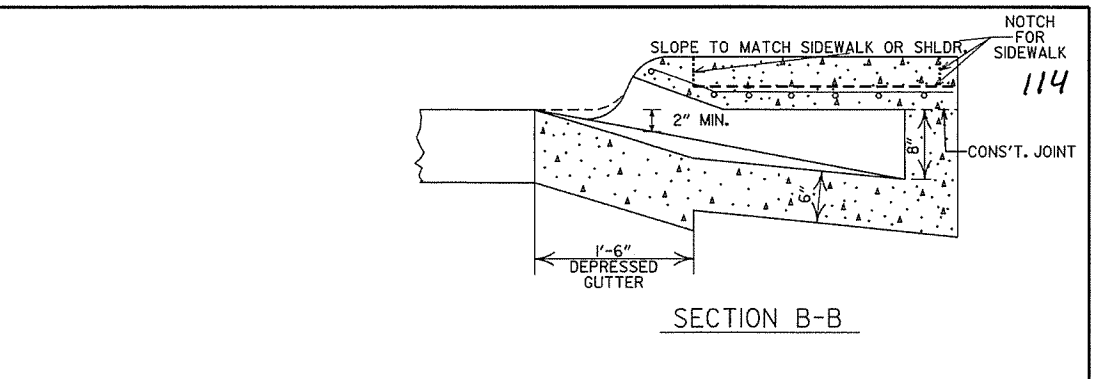 NOTCH
FOR
SIDEWALK
SLOPE TO MATCH SIDEWALK OR SHLDR.
114
2" MIN.
8"
CONS'T. JOINT
6"
1'-6"
DEPRESSED
GUTTER
SECTION B-B